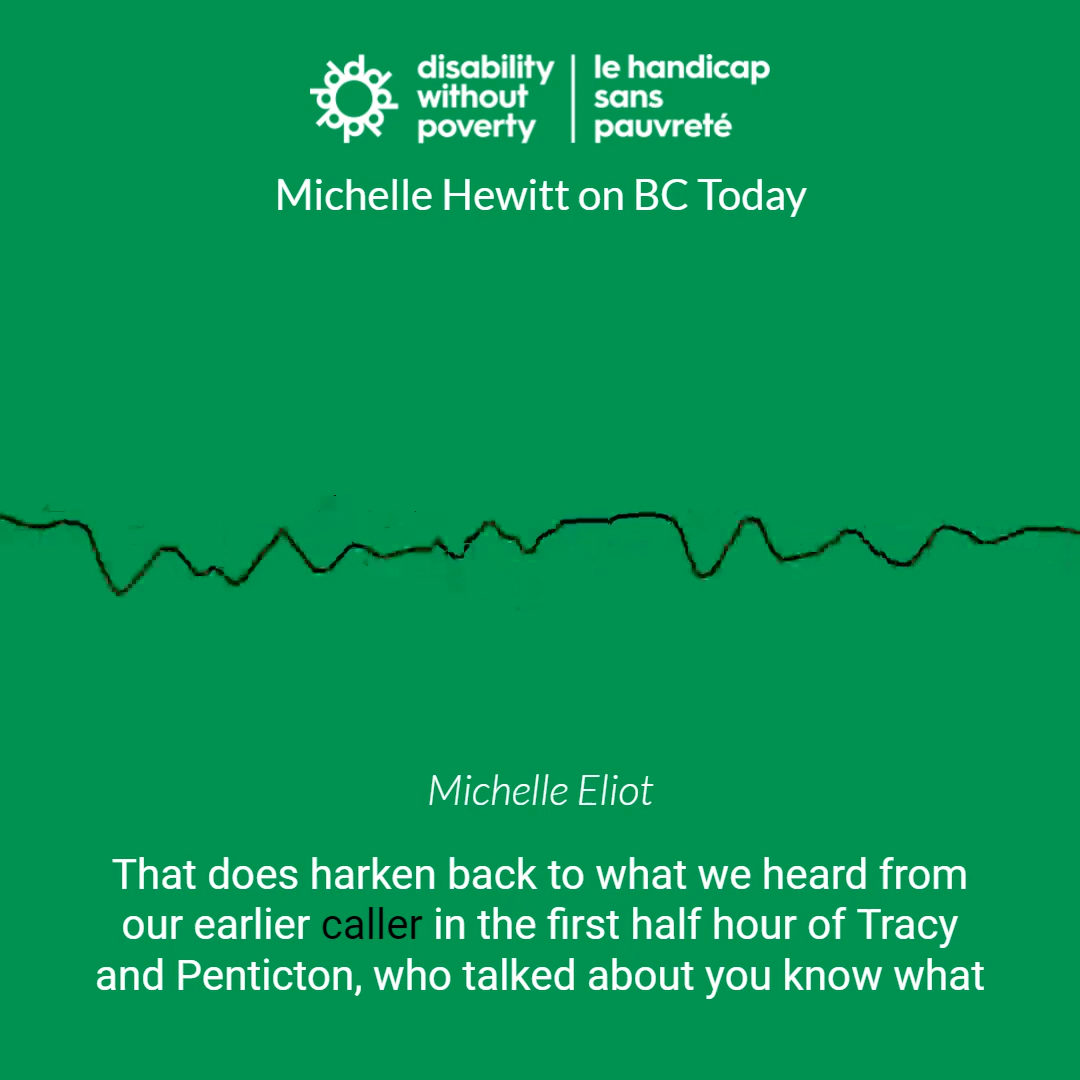 disability
without
poverty
le handicap
sans
pauvreté
Michelle Hewitt on BC Today
Michelle Eliot
That does harken back to what we heard from
our earlier caller in the first half hour of Tracy
and Penticton, who talked about you know what